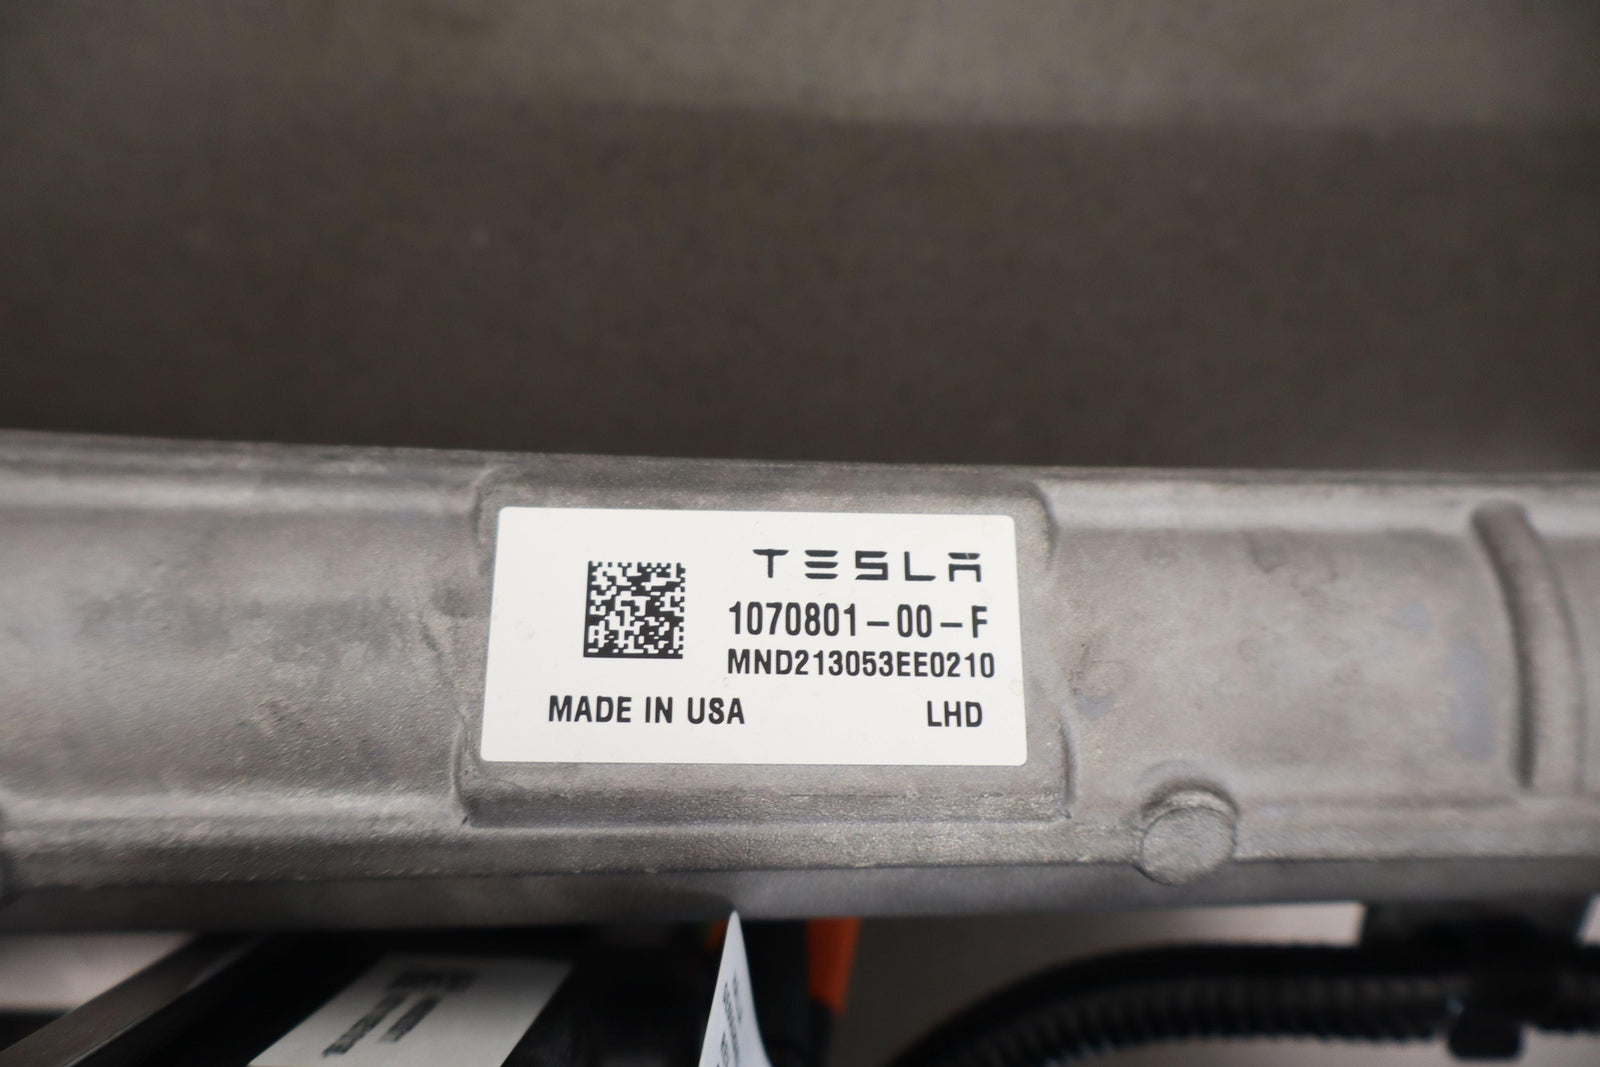 TESLA
1070801-00-F
MND213053EE0210
MADE IN USA LHD